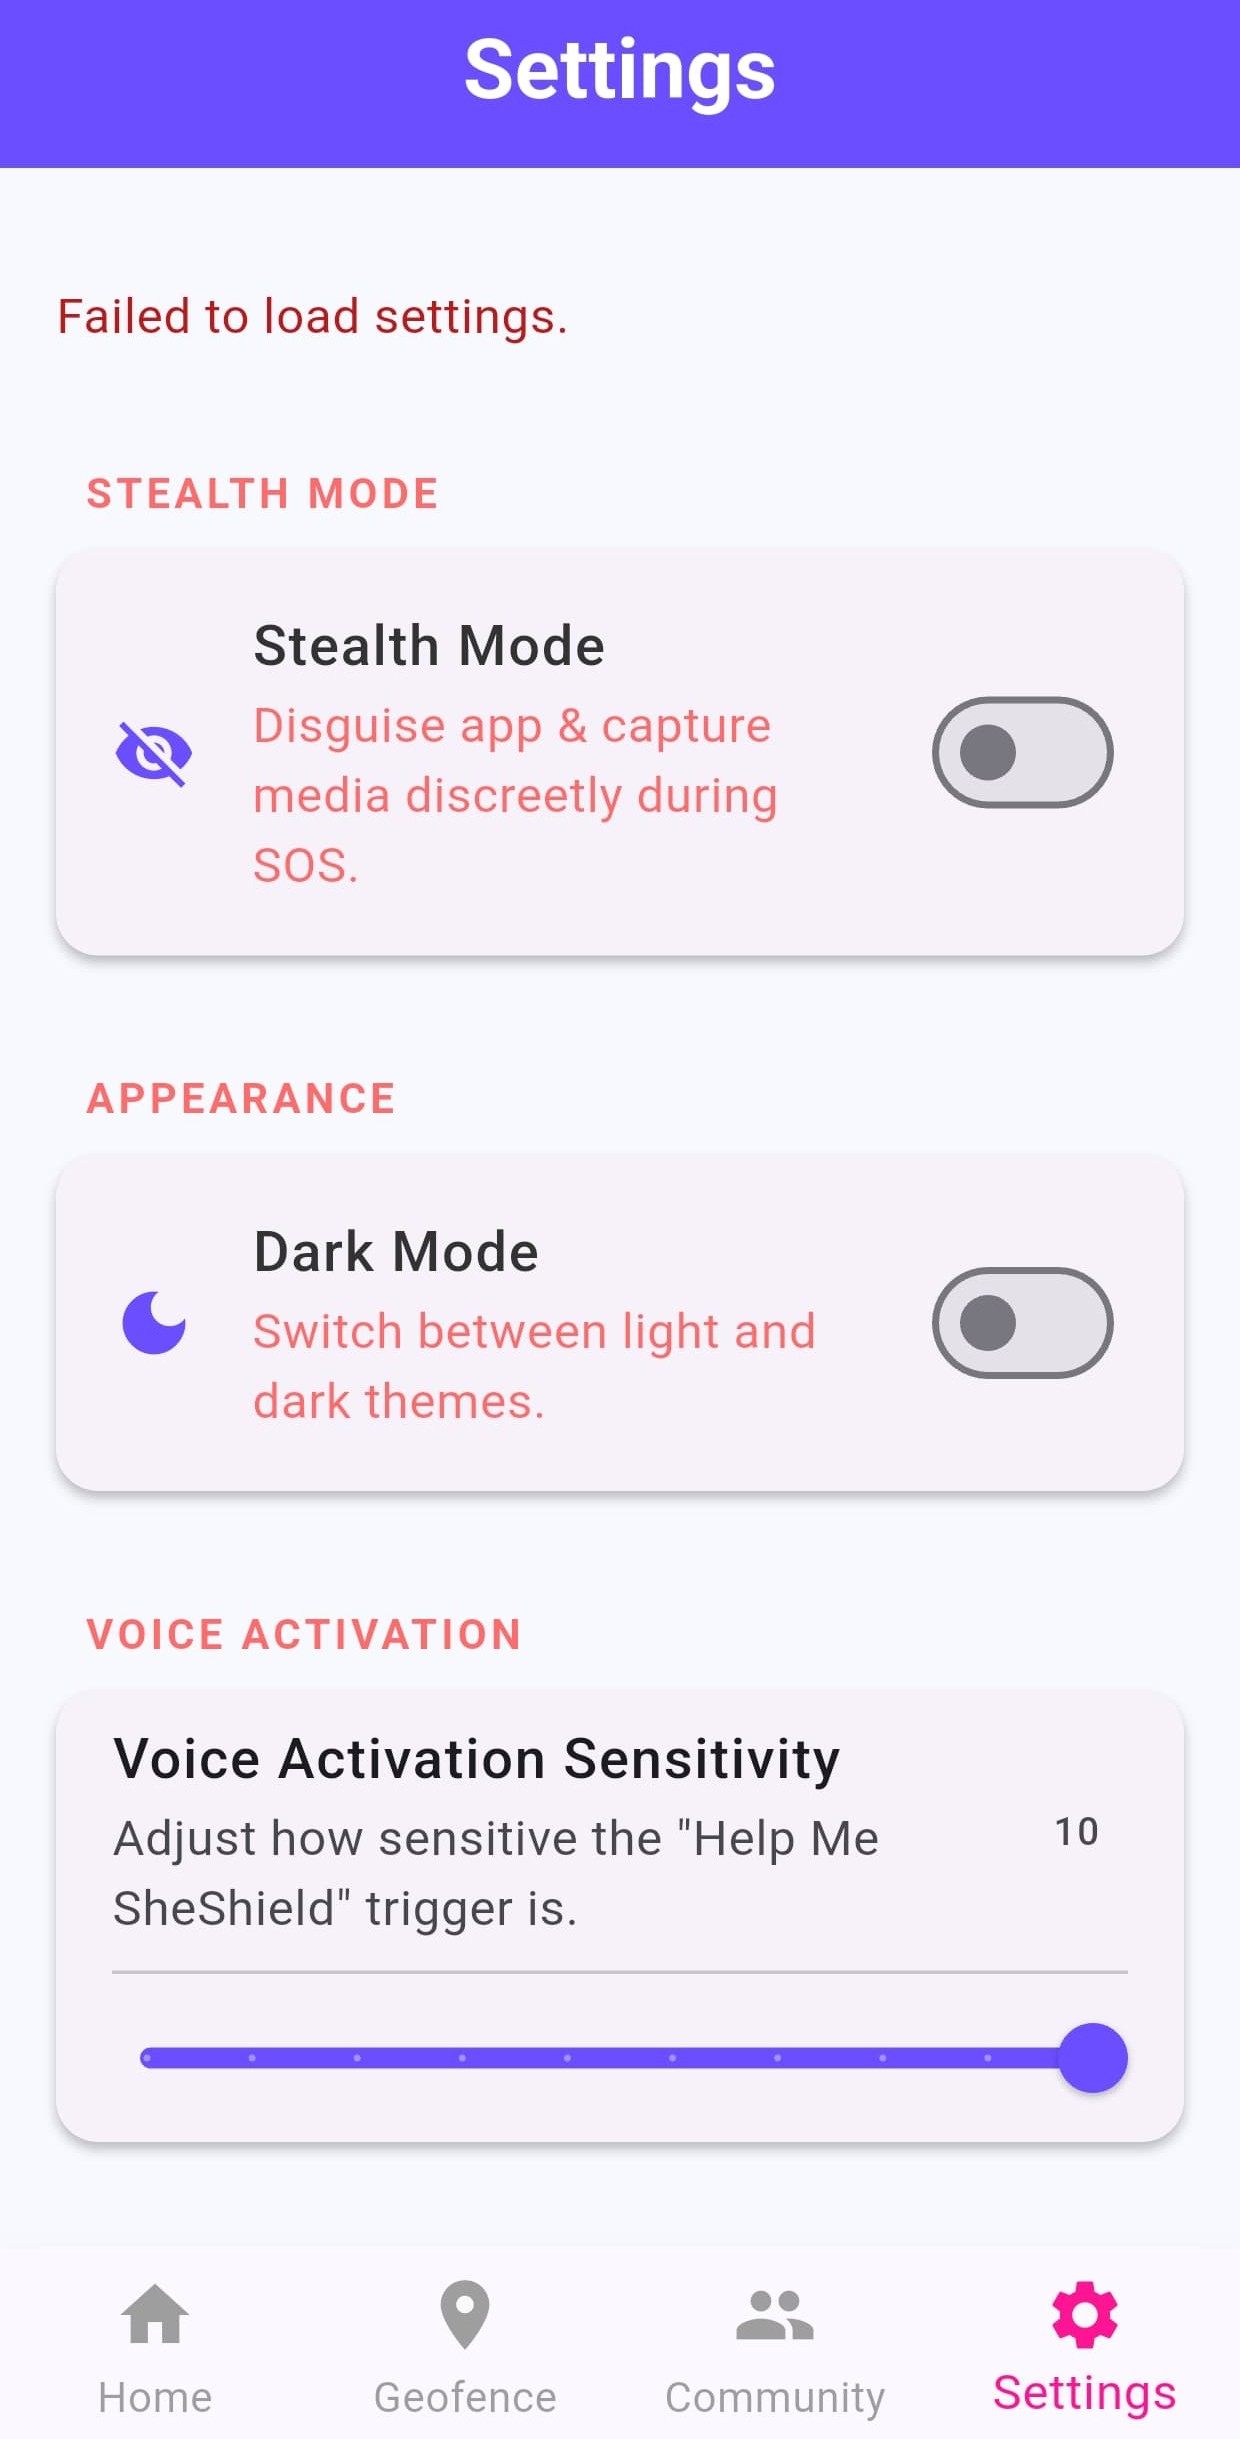 Settings
Failed to load settings.
STEALTH MODE
Stealth Mode
Disguise app & capture
media discreetly during
SOS.
APPEARANCE
Dark Mode
Switch between light and
dark themes.
VOICE ACTIVATION
Voice Activation Sensitivity
Adjust how sensitive the "Help Me
SheShield" trigger is.
10
Home
Geofence
Community
Settings